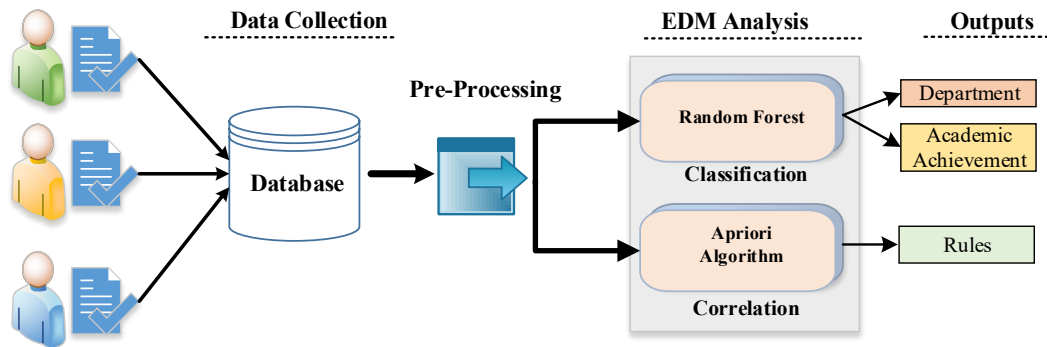 Data Collection
EDM Analysis
Outputs
Pre-Processing
Database
Random Forest
Classification
Apriori
Algorithm
Correlation
Department
Academic
Achievement
Rules